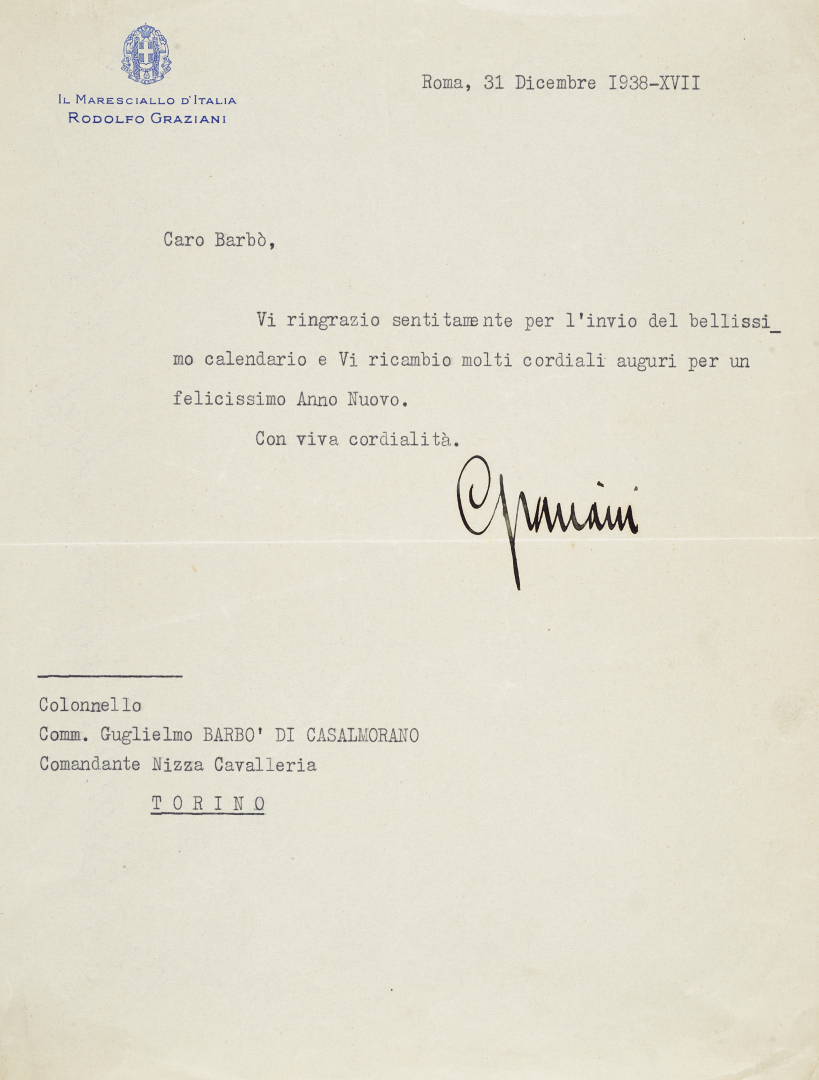 IL MARESCIALLO D'ITALIA
RODOLFO GRAZIANI
Roma, 31 Dicembre I938-XVII
Caro Barbò,
Vi ringrazio sentitamente per l'invio del bellissi_
mo calendario e Vi ricambio molti cordiali auguri per un
felicissimo Anno Nuovo.
Con viva cordialità.
Graziani
Colonnello
Comm. Guglielmo BARBO' DI CASALMORANO
Comandante Nizza Cavalleria
T O R I N O